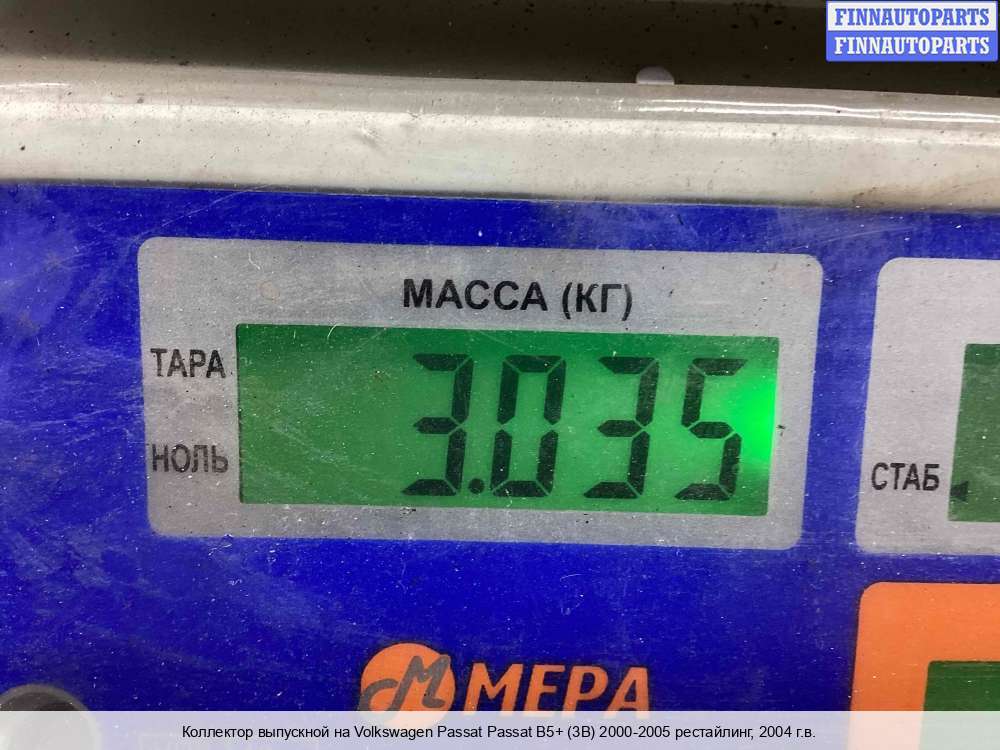 FINNAUTOPARTS
FINNAUTOPARTS
МАССА (КГ)
ТАРА
3.035
НОЛЬ
СТАБ
МЕРА
Коллектор выпускной на Volkswagen Passat Passat B5+ (3B) 2000-2005 рестайлинг, 2004 г.в.